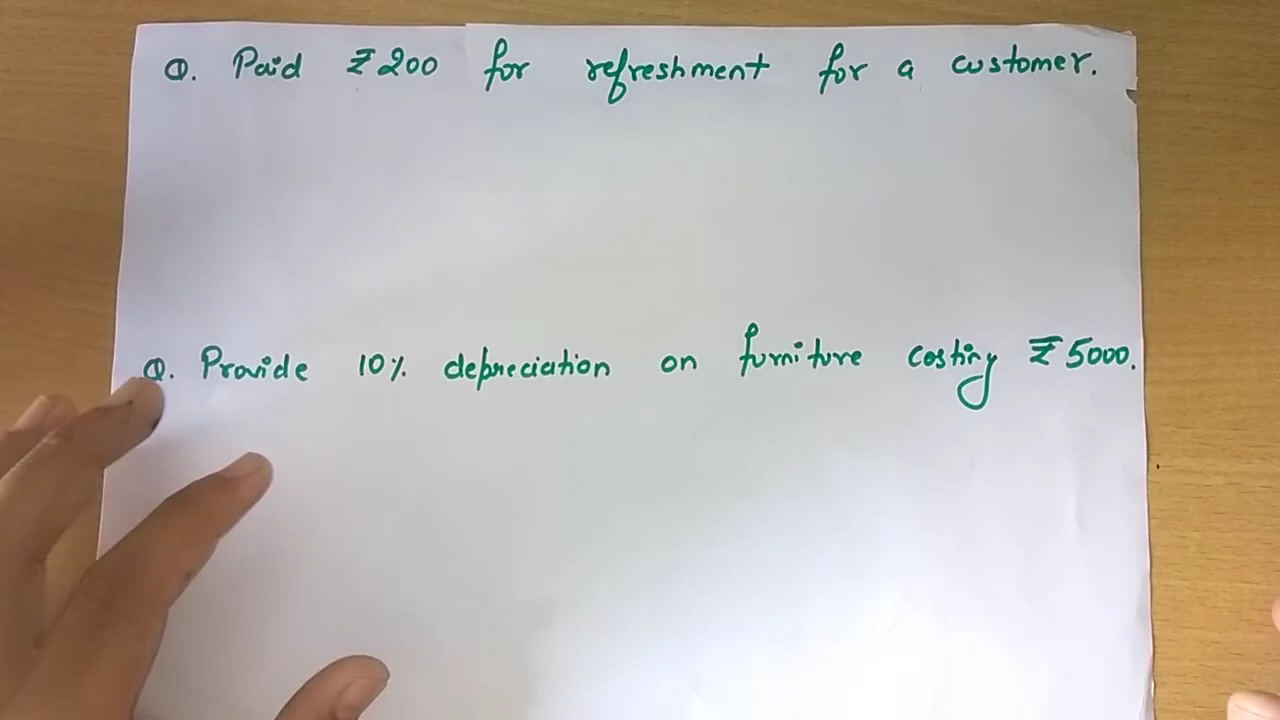 Q. Paid ₹200 for refreshment for a customer.
Q. Provide 10% depreciation on furniture costing ₹5000.